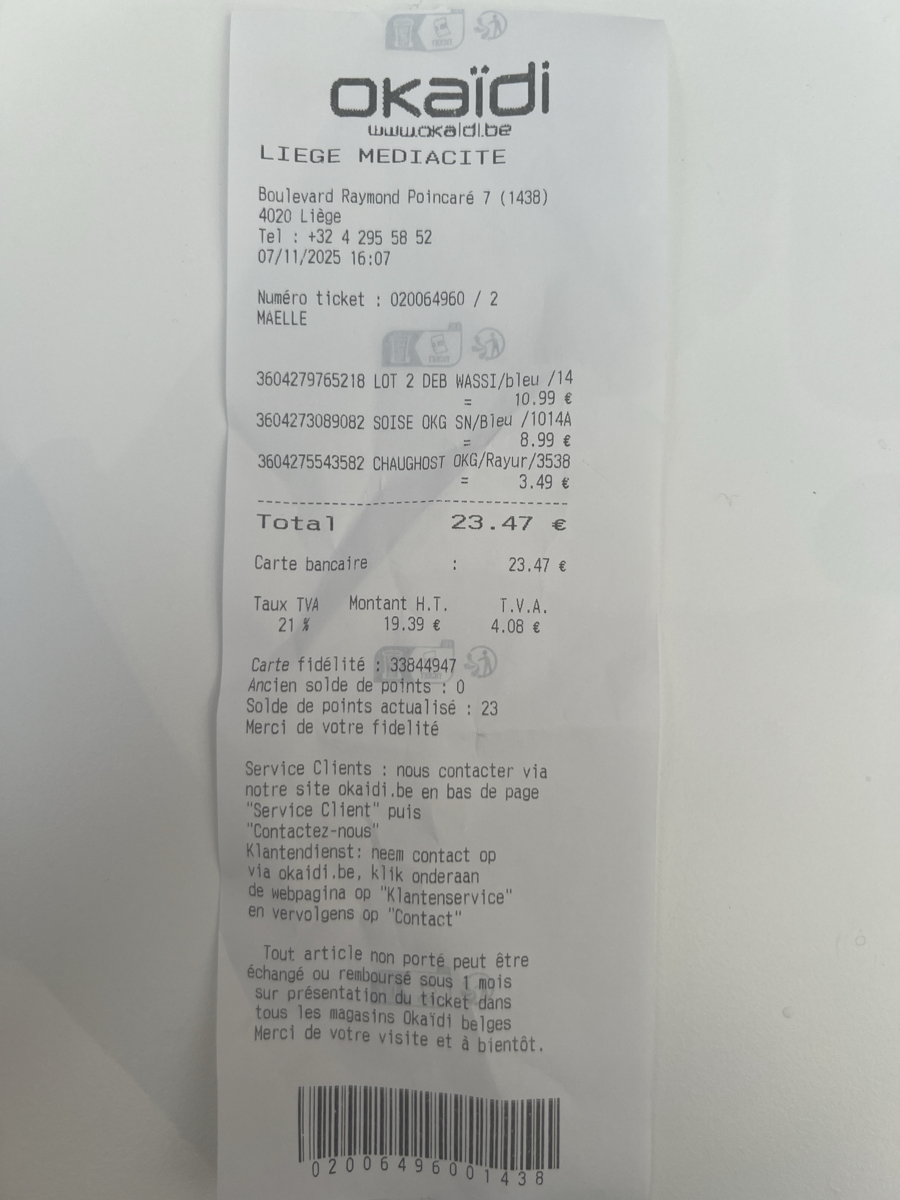 okaïdi
www.okaidi.be
LIEGE MEDIACITE
Boulevard Raymond Poincaré 7 (1438)
4020 Liège
Tel : +32 4 295 58 52
07/11/2025 16:07
Numéro ticket : 020064960 / 2
MAELLE
3604279765218 LOT 2 DEB WASSI/bleu /14
= 10.99 €
3604273089082 SOISE OKG SN/Bleu /1014A
= 8.99 €
3604275543582 CHAUGHOST OKG/Rayur/3538
= 3.49 €
Total 23.47 €
Carte bancaire : 23.47 €
Taux TVA Montant H.T. T.V.A.
21 % 19.39 € 4.08 €
Carte fidélité : 33844947
Ancien solde de points : 0
Solde de points actualisé : 23
Merci de votre fidelité
Service Clients : nous contacter via
notre site okaidi.be en bas de page
"Service Client" puis
"Contactez-nous"
Klantendienst: neem contact op
via okaidi.be, klik onderaan
de webpagina op "Klantenservice"
en vervolgens op "Contact"
Tout article non porté peut être
échangé ou remboursé sous 1 mois
sur présentation du ticket dans
tous les magasins Okaïdi belges
Merci de votre visite et à bientôt.
02006496001438